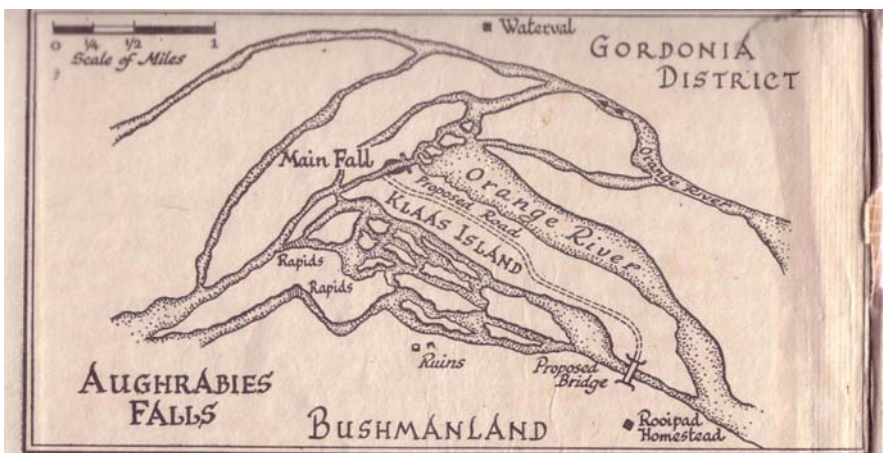 Waterval
0 ¼ ½ 1
Scale of Miles
GORDONIA
DISTRICT
Main Fall
Orange River
Orange River
Proposed Road
KLAAS ISLAND
Rapids
Rapids
Ruins
Proposed
Bridge
AUGHRABIES
FALLS
BUSHMANLAND
Rooipad
Homestead